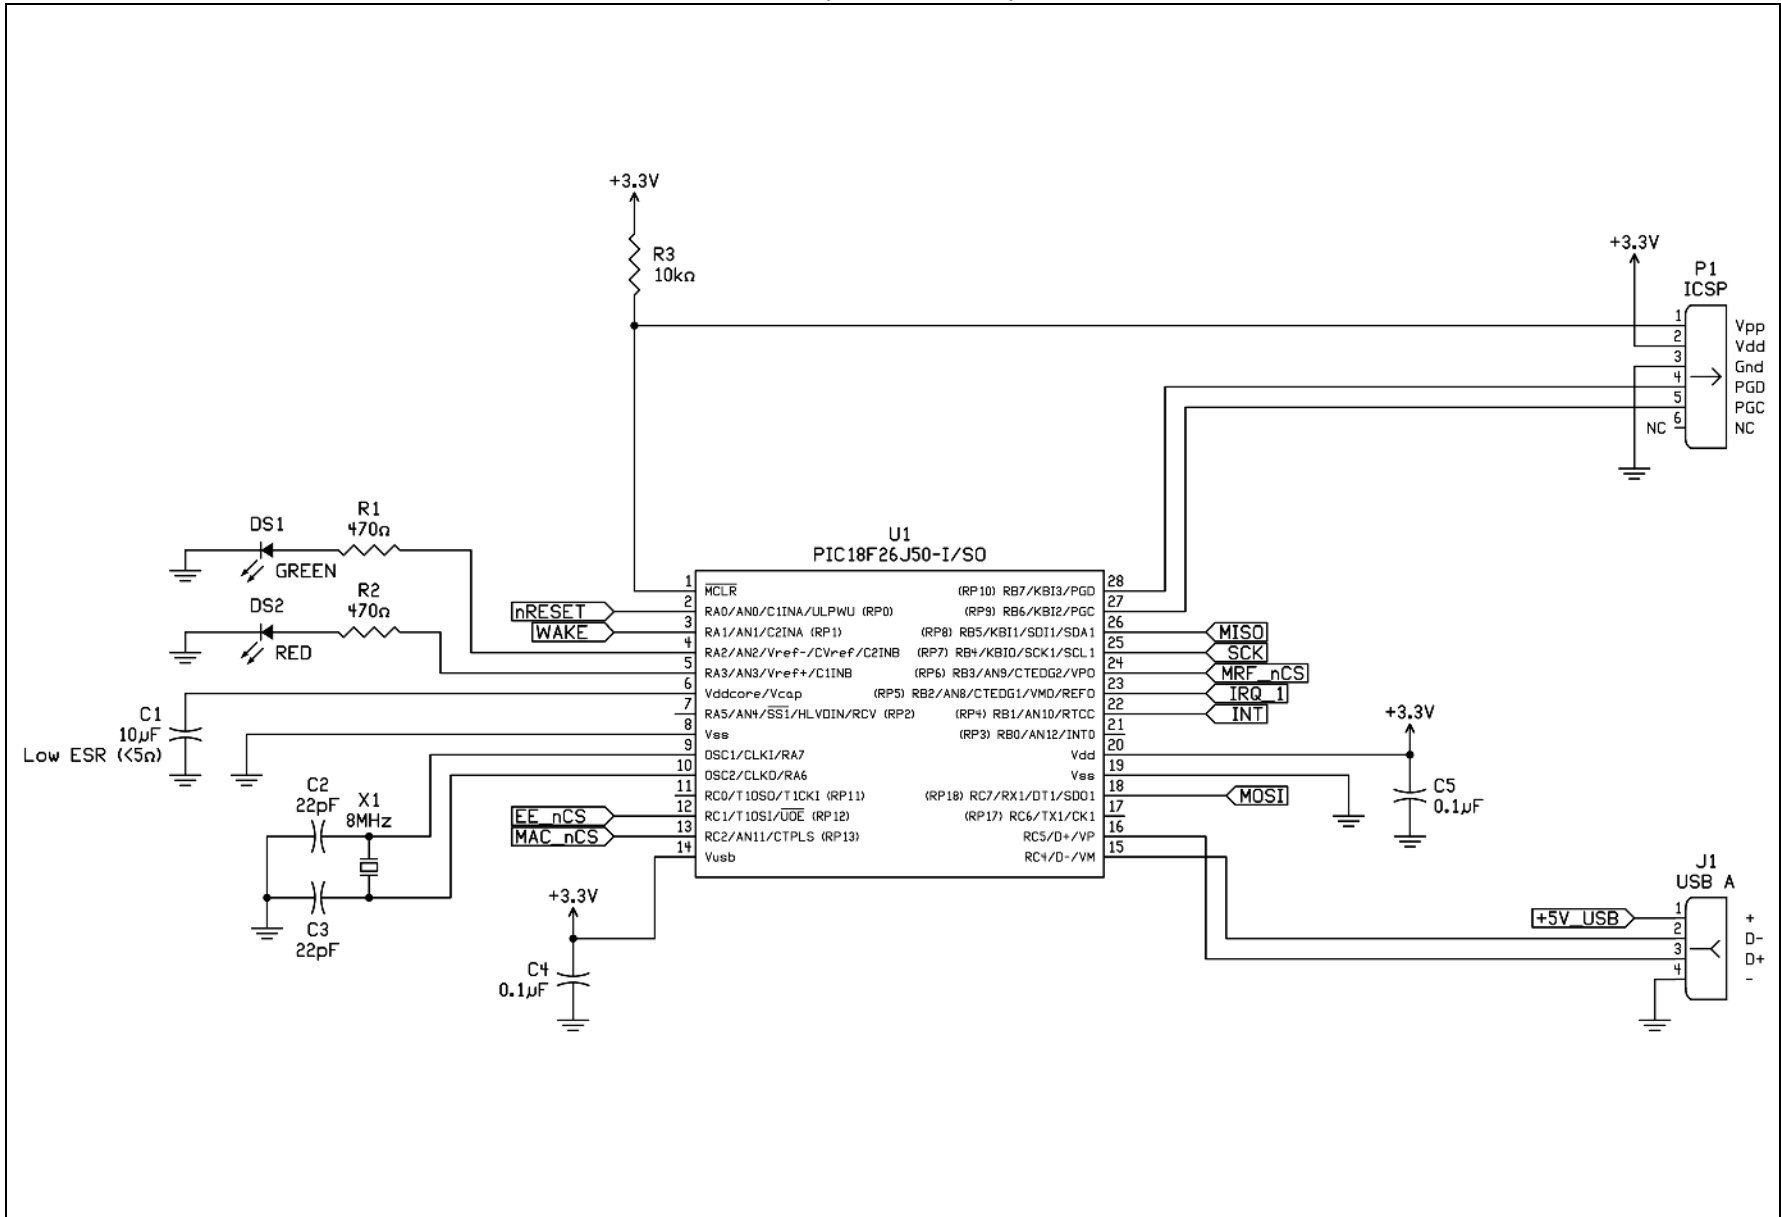 +3.3V
R3
10kΩ
+3.3V
P1
ICSP
1
2
3
4
5
6
NC
Vpp
Vdd
Gnd
PGD
PGC
NC
DS1
R1
470Ω
GREEN
DS2
R2
470Ω
RED
U1
PIC18F26J50-I/SO
1
MCLR
2
nRESET
RA0/AN0/C1INA/ULPWU (RP0)
3
WAKE
RA1/AN1/C2INA (RP1)
4
RA2/AN2/Vref-/CVref/C2INB
5
RA3/AN3/Vref+/C1INB
6
Vddcore/Vcap
7
RA5/AN4/SS1/HLVDIN/RCV (RP2)
8
Vss
9
OSC1/CLKI/RA7
10
OSC2/CLKO/RA6
11
RC0/T1OSO/T1CKI (RP11)
12
EE_nCS
RC1/T1OSI/UOE (RP12)
13
MAC_nCS
RC2/AN11/CTPLS (RP13)
14
Vusb
28
(RP10) RB7/KBI3/PGD
27
(RP9) RB6/KBI2/PGC
26
(RP8) RB5/KBI1/SDI1/SDA1
MISO
25
(RP7) RB4/KBI0/SCK1/SCL1
SCK
24
(RP6) RB3/AN9/CTEDG2/VPO
MRF_nCS
23
(RP5) RB2/AN8/CTEDG1/VMO/REFO
IRQ_1
22
(RP4) RB1/AN10/RTCC
INT
21
(RP3) RB0/AN12/INT0
20
Vdd
19
Vss
18
(RP18) RC7/RX1/DT1/SDO1
MOSI
17
(RP17) RC6/TX1/CK1
16
RC5/D+/VP
15
RC4/D-/VM
C1
10µF
Low ESR (<5Ω)
C2
22pF
X1
8MHz
C3
22pF
+3.3V
C4
0.1µF
+3.3V
C5
0.1µF
J1
USB A
+5V_USB
1
2
3
4
+
D-
D+
-